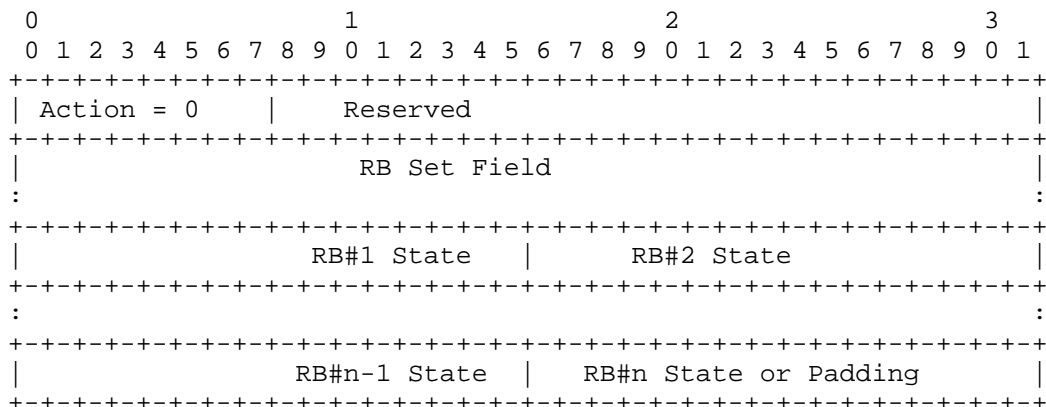 0                   1                   2                   3
 0 1 2 3 4 5 6 7 8 9 0 1 2 3 4 5 6 7 8 9 0 1 2 3 4 5 6 7 8 9 0 1
+-+-+-+-+-+-+-+-+-+-+-+-+-+-+-+-+-+-+-+-+-+-+-+-+-+-+-+-+-+-+-+-+
| Action = 0    |    Reserved                                   |
+-+-+-+-+-+-+-+-+-+-+-+-+-+-+-+-+-+-+-+-+-+-+-+-+-+-+-+-+-+-+-+-+
|                     RB Set Field                              |
:                                                               :
+-+-+-+-+-+-+-+-+-+-+-+-+-+-+-+-+-+-+-+-+-+-+-+-+-+-+-+-+-+-+-+-+
|                  RB#1 State   |      RB#2 State               |
+-+-+-+-+-+-+-+-+-+-+-+-+-+-+-+-+-+-+-+-+-+-+-+-+-+-+-+-+-+-+-+-+
:                                                               :
+-+-+-+-+-+-+-+-+-+-+-+-+-+-+-+-+-+-+-+-+-+-+-+-+-+-+-+-+-+-+-+-+
|                 RB#n-1 State  |   RB#n State or Padding       |
+-+-+-+-+-+-+-+-+-+-+-+-+-+-+-+-+-+-+-+-+-+-+-+-+-+-+-+-+-+-+-+-+